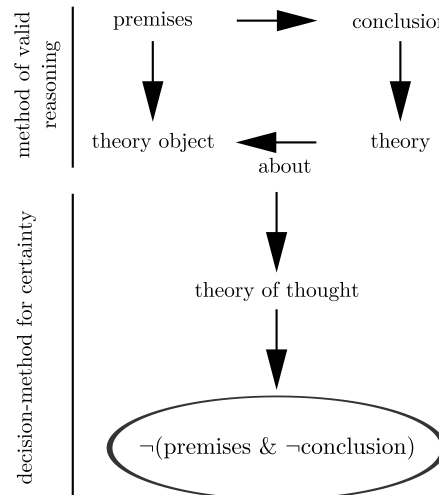 premises
conclusion
method of valid
reasoning
theory object
theory
about
decision-method for certainty
theory of thought
¬(premises & ¬conclusion)